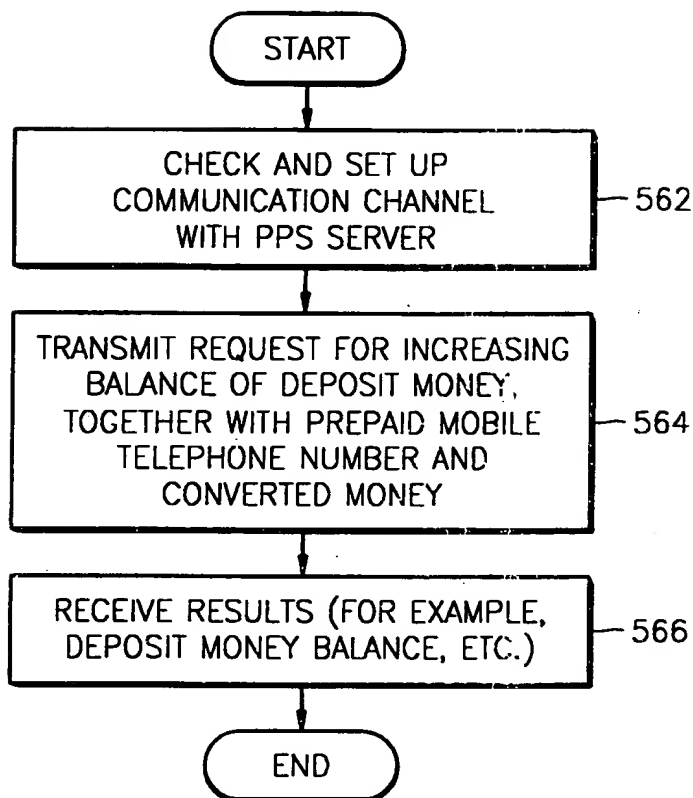 START
CHECK AND SET UP
COMMUNICATION CHANNEL
WITH PPS SERVER
562
TRANSMIT REQUEST FOR INCREASING
BALANCE OF DEPOSIT MONEY,
TOGETHER WITH PREPAID MOBILE
TELEPHONE NUMBER AND
CONVERTED MONEY
564
RECEIVE RESULTS (FOR EXAMPLE,
DEPOSIT MONEY BALANCE, ETC.)
566
END